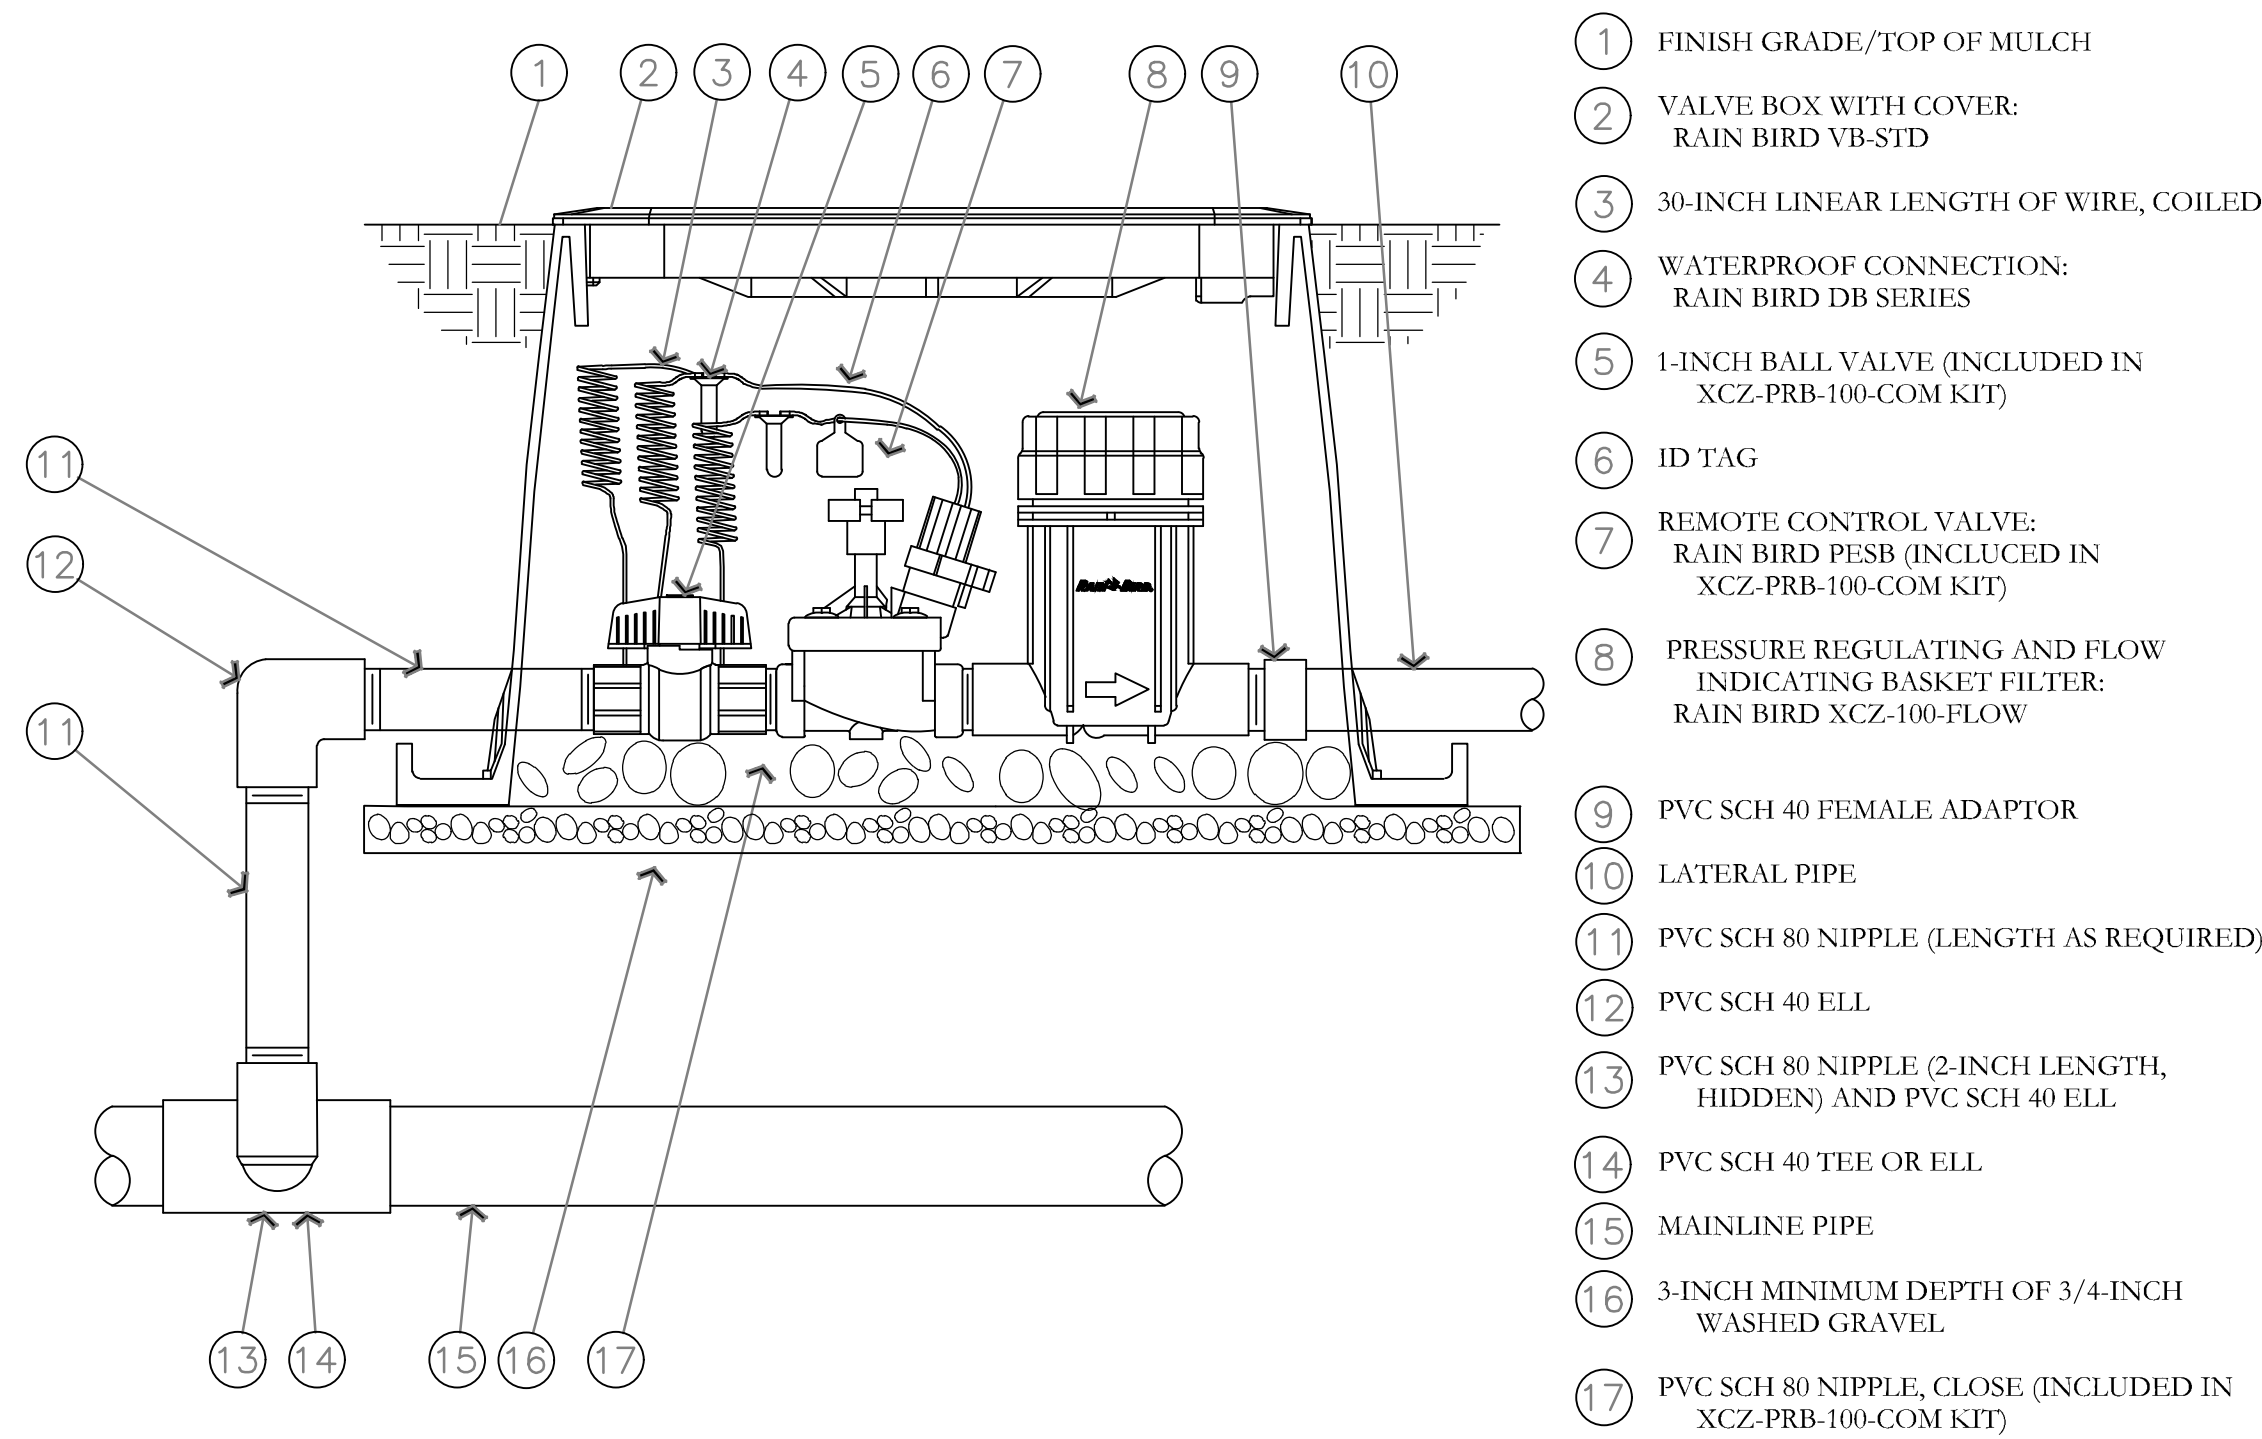 1 2 3 4 5 6 7 8 9 10
11
12
11
RAIN BIRD
13 14 15 16 17
1 FINISH GRADE/TOP OF MULCH
2 VALVE BOX WITH COVER:
RAIN BIRD VB-STD
3 30-INCH LINEAR LENGTH OF WIRE, COILED
4 WATERPROOF CONNECTION:
RAIN BIRD DB SERIES
5 1-INCH BALL VALVE (INCLUDED IN
XCZ-PRB-100-COM KIT)
6 ID TAG
7 REMOTE CONTROL VALVE:
RAIN BIRD PESB (INCLUCED IN
XCZ-PRB-100-COM KIT)
8 PRESSURE REGULATING AND FLOW
INDICATING BASKET FILTER:
RAIN BIRD XCZ-100-FLOW
9 PVC SCH 40 FEMALE ADAPTOR
10 LATERAL PIPE
11 PVC SCH 80 NIPPLE (LENGTH AS REQUIRED)
12 PVC SCH 40 ELL
13 PVC SCH 80 NIPPLE (2-INCH LENGTH,
HIDDEN) AND PVC SCH 40 ELL
14 PVC SCH 40 TEE OR ELL
15 MAINLINE PIPE
16 3-INCH MINIMUM DEPTH OF 3/4-INCH
WASHED GRAVEL
17 PVC SCH 80 NIPPLE, CLOSE (INCLUDED IN
XCZ-PRB-100-COM KIT)